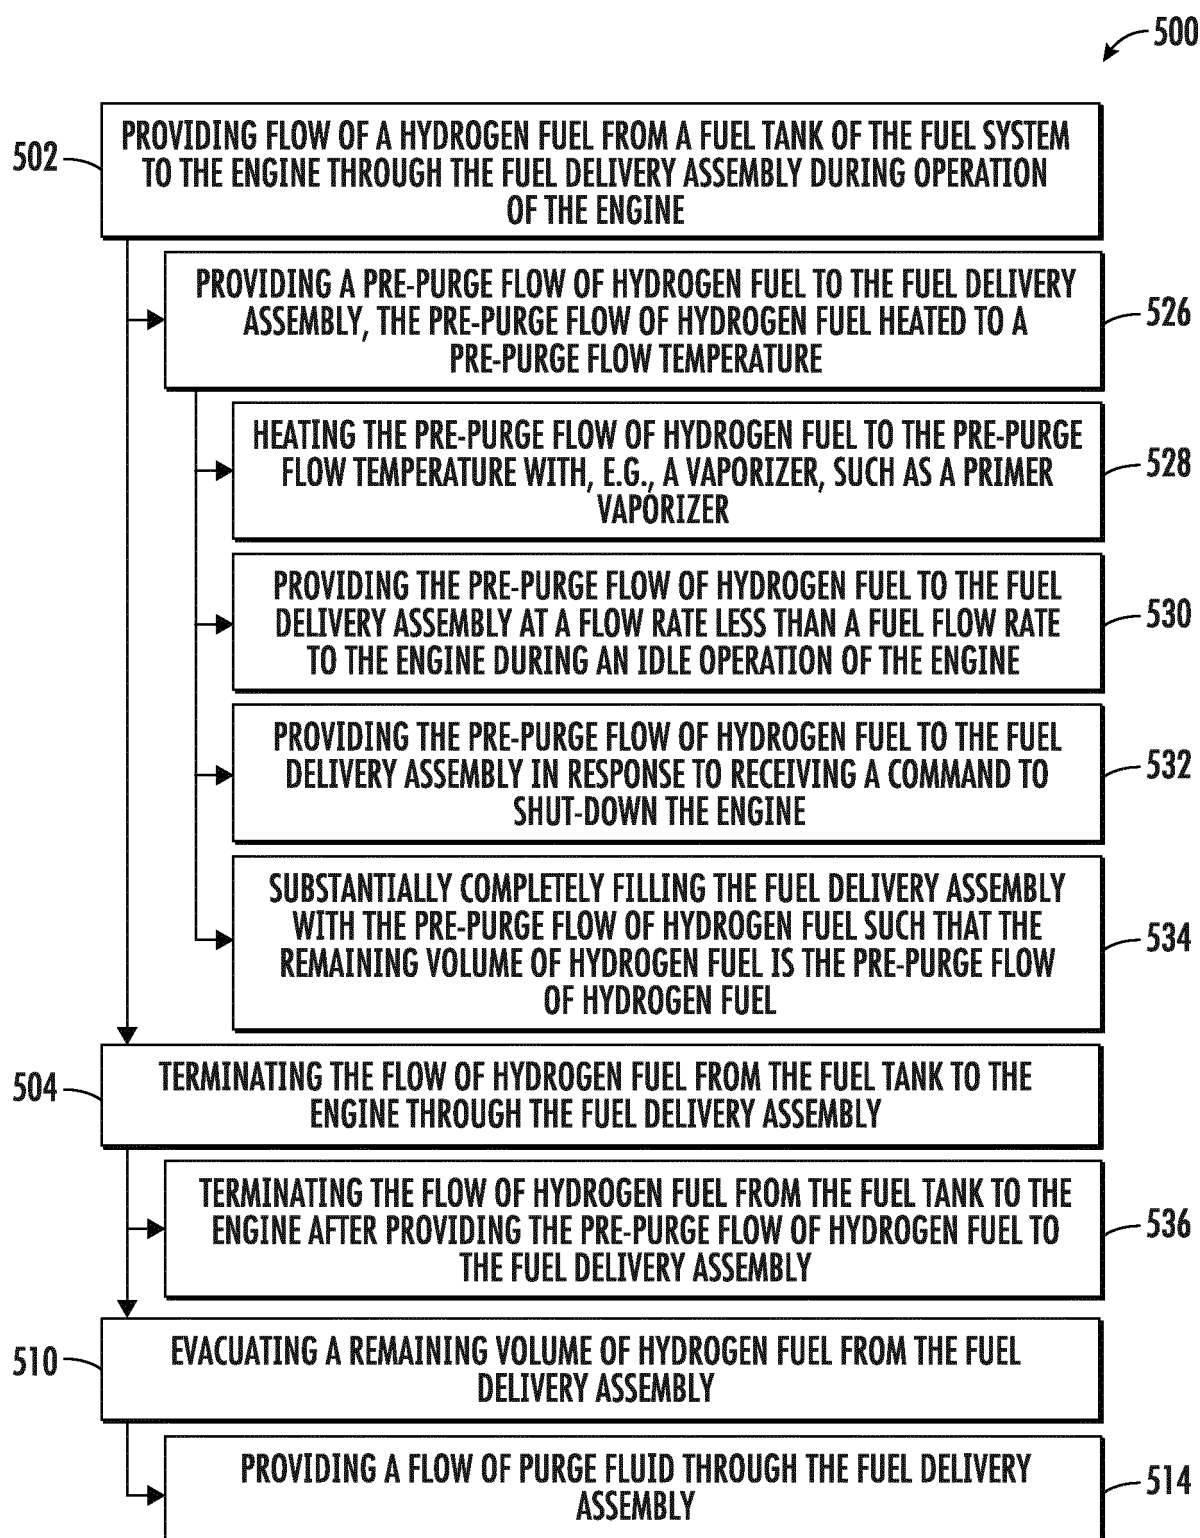 500
502
PROVIDING FLOW OF A HYDROGEN FUEL FROM A FUEL TANK OF THE FUEL SYSTEM
TO THE ENGINE THROUGH THE FUEL DELIVERY ASSEMBLY DURING OPERATION
OF THE ENGINE
PROVIDING A PRE-PURGE FLOW OF HYDROGEN FUEL TO THE FUEL DELIVERY
ASSEMBLY, THE PRE-PURGE FLOW OF HYDROGEN FUEL HEATED TO A
PRE-PURGE FLOW TEMPERATURE
526
HEATING THE PRE-PURGE FLOW OF HYDROGEN FUEL TO THE PRE-PURGE
FLOW TEMPERATURE WITH, E.G., A VAPORIZER, SUCH AS A PRIMER
VAPORIZER
528
PROVIDING THE PRE-PURGE FLOW OF HYDROGEN FUEL TO THE FUEL
DELIVERY ASSEMBLY AT A FLOW RATE LESS THAN A FUEL FLOW RATE
TO THE ENGINE DURING AN IDLE OPERATION OF THE ENGINE
530
PROVIDING THE PRE-PURGE FLOW OF HYDROGEN FUEL TO THE FUEL
DELIVERY ASSEMBLY IN RESPONSE TO RECEIVING A COMMAND TO
SHUT-DOWN THE ENGINE
532
SUBSTANTIALLY COMPLETELY FILLING THE FUEL DELIVERY ASSEMBLY
WITH THE PRE-PURGE FLOW OF HYDROGEN FUEL SUCH THAT THE
REMAINING VOLUME OF HYDROGEN FUEL IS THE PRE-PURGE FLOW
OF HYDROGEN FUEL
534
504
TERMINATING THE FLOW OF HYDROGEN FUEL FROM THE FUEL TANK TO THE
ENGINE THROUGH THE FUEL DELIVERY ASSEMBLY
TERMINATING THE FLOW OF HYDROGEN FUEL FROM THE FUEL TANK TO THE
ENGINE AFTER PROVIDING THE PRE-PURGE FLOW OF HYDROGEN FUEL TO
THE FUEL DELIVERY ASSEMBLY
536
510
EVACUATING A REMAINING VOLUME OF HYDROGEN FUEL FROM THE FUEL
DELIVERY ASSEMBLY
PROVIDING A FLOW OF PURGE FLUID THROUGH THE FUEL DELIVERY
ASSEMBLY
514